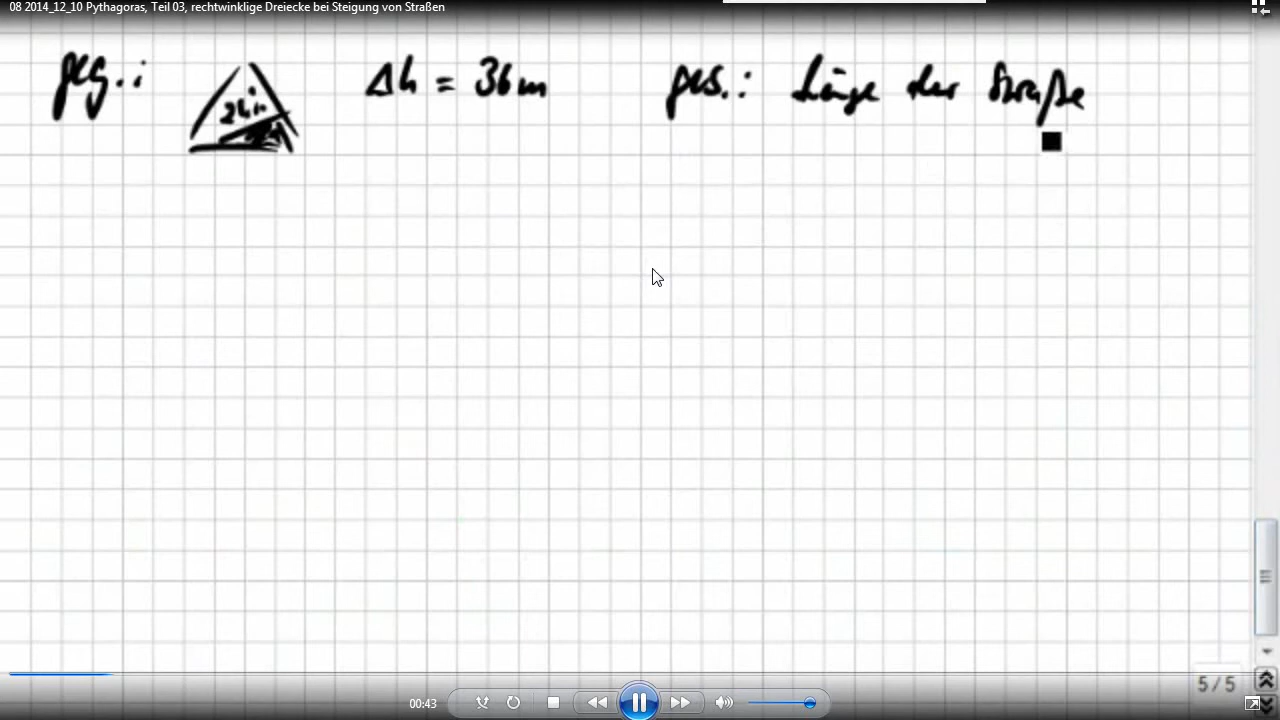 08 2014_12_10 Pythagoras, Teil 03, rechtwinklige Dreiecke bei Steigung von Straßen
geg.: Δh = 36m ges.: Länge der Straße
5/5
00:43